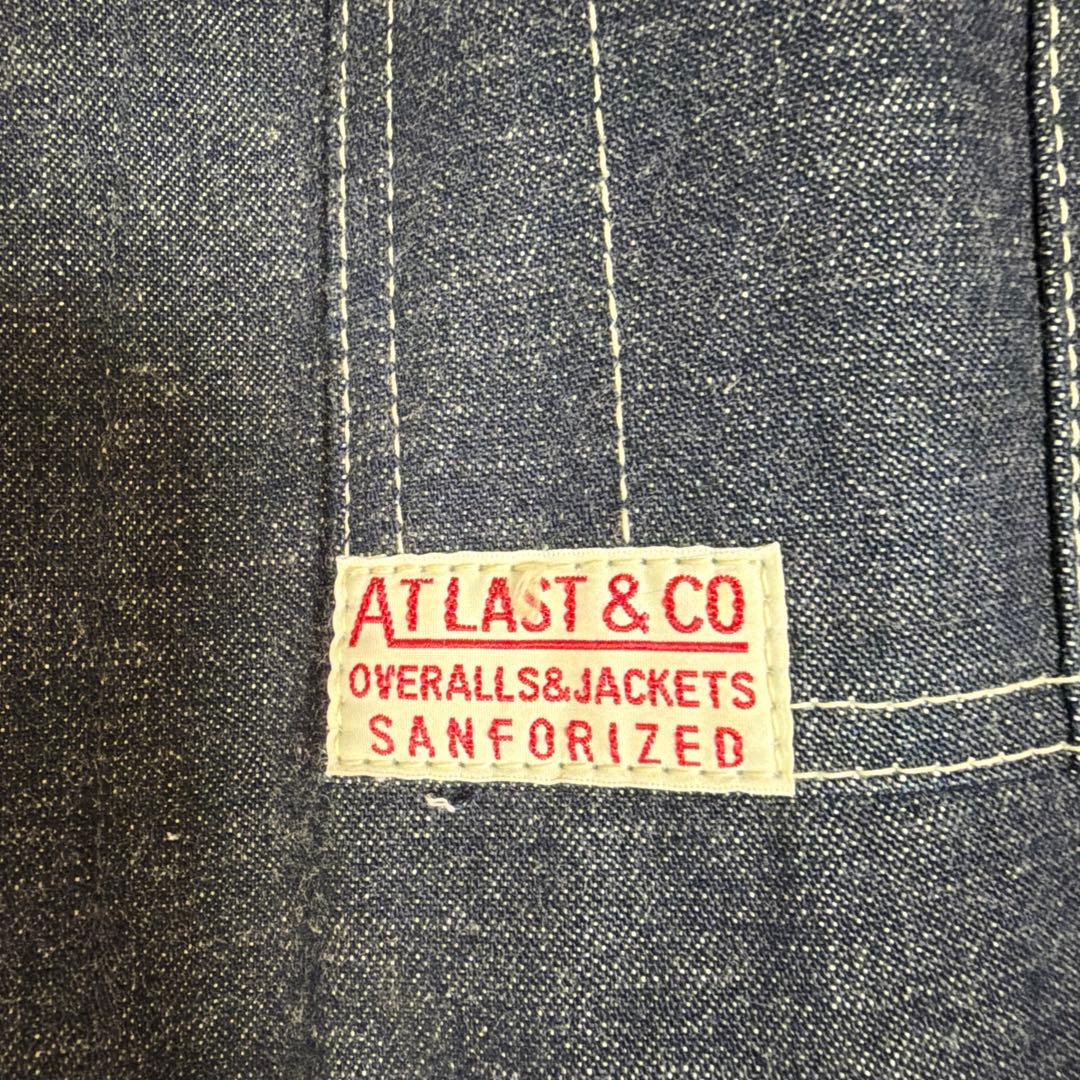 AT LAST & CO
OVERALLS&JACKETS
SANFORIZED